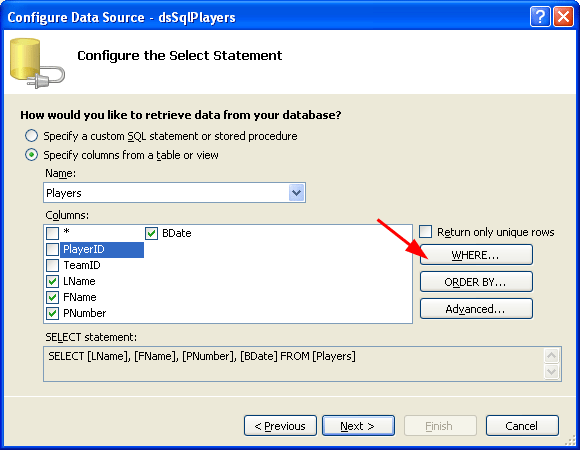 Configure Data Source - dsSqlPlayers
Configure the Select Statement
How would you like to retrieve data from your database?
Specify a custom SQL statement or stored procedure
Specify columns from a table or view
Name:
Players
Columns:
*
BDate
Return only unique rows
PlayerID
WHERE...
TeamID
LName
ORDER BY...
FName
PNumber
Advanced...
SELECT statement:
SELECT [LName], [FName], [PNumber], [BDate] FROM [Players]
< Previous
Next >
Finish
Cancel